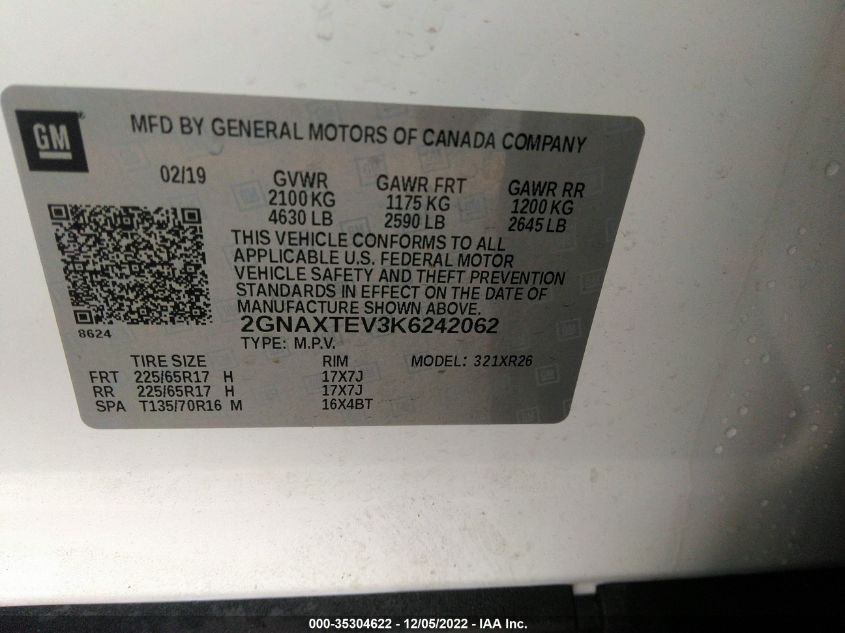 GM
MFD BY GENERAL MOTORS OF CANADA COMPANY
02/19 GVWR GAWR FRT GAWR RR
2100 KG 1175 KG 1200 KG
4630 LB 2590 LB 2645 LB
THIS VEHICLE CONFORMS TO ALL
APPLICABLE U.S. FEDERAL MOTOR
VEHICLE SAFETY AND THEFT PREVENTION
STANDARDS IN EFFECT ON THE DATE OF
MANUFACTURE SHOWN ABOVE.
8624
2GNAXTEV3K6242062
TYPE: M.P.V.
TIRE SIZE RIM MODEL: 321XR26
FRT 225/65R17 H 17X7J
RR 225/65R17 H 17X7J
SPA T135/70R16 M 16X4BT
000-35304622 - 12/05/2022 - IAA Inc.